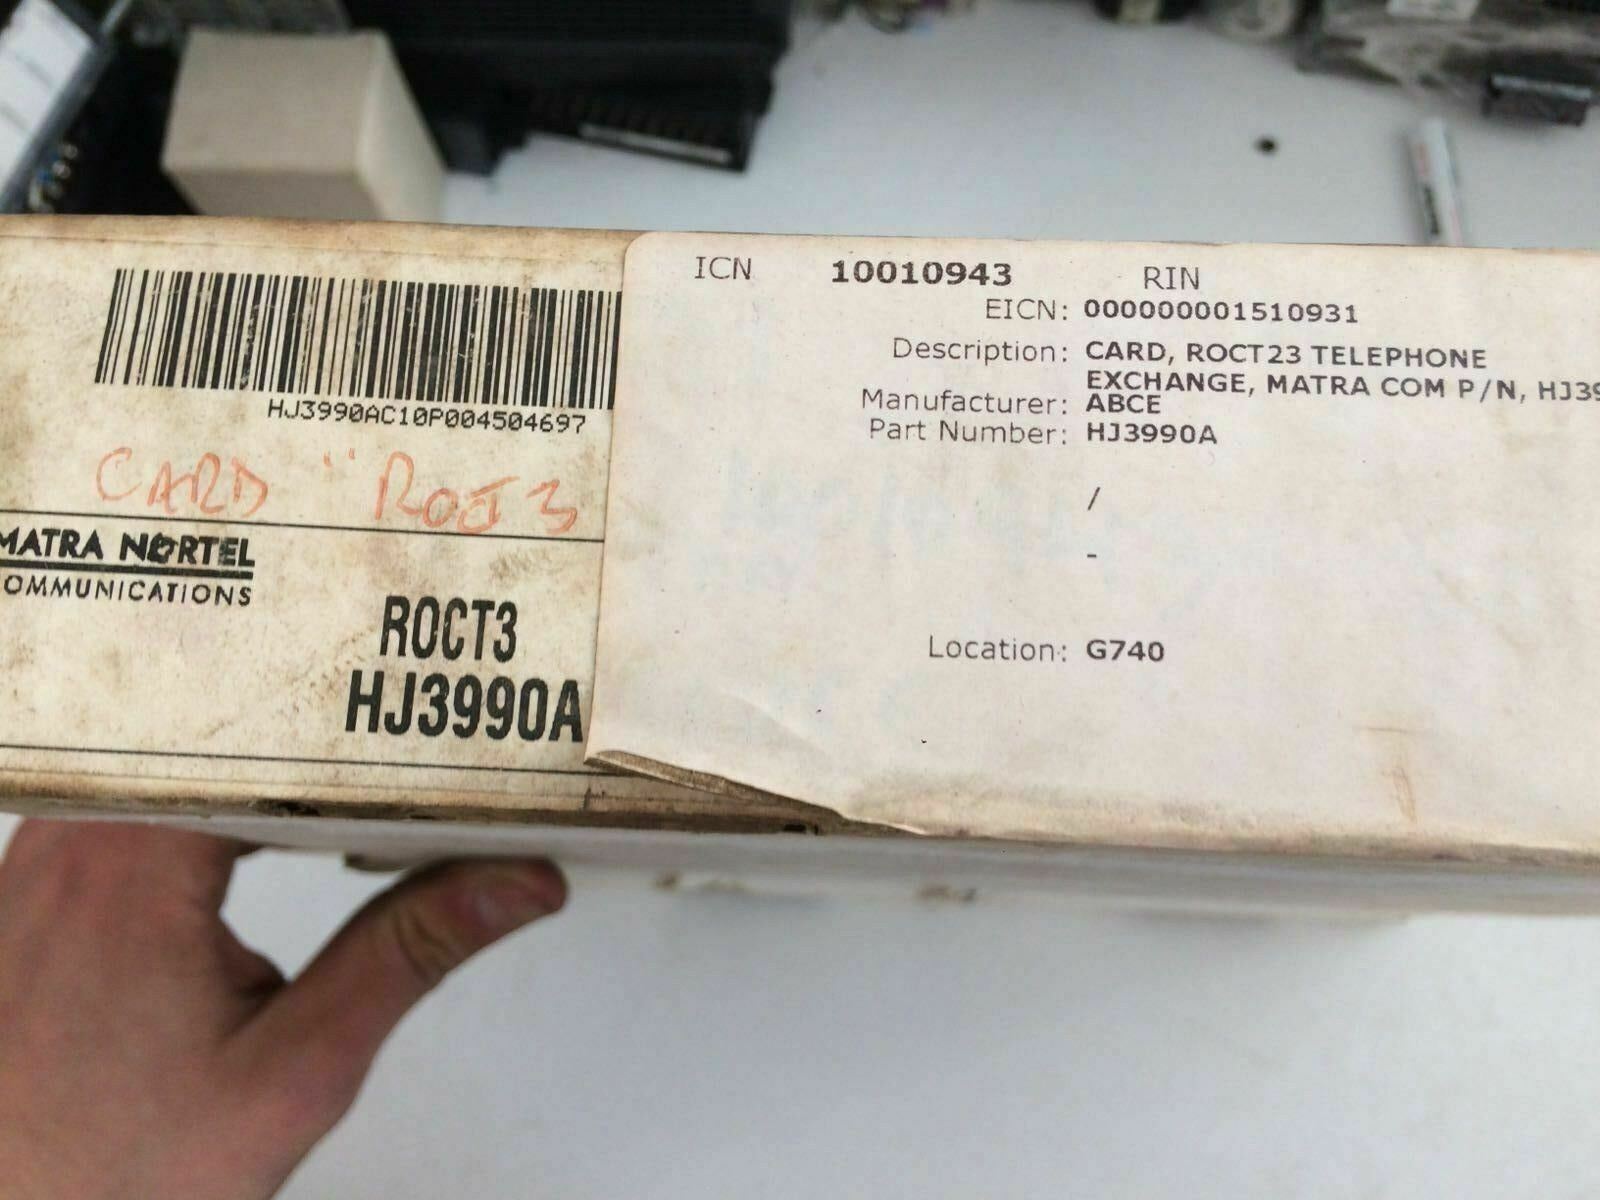 HJ3990AC10P004504697
CARD "ROCT3
MATRA NORTEL
OMMUNICATIONS
ROCT3
HJ3990A
ICN 10010943 RIN
EICN: 000000001510931
Description: CARD, ROCT23 TELEPHONE
EXCHANGE, MATRA COM P/N, HJ39
Manufacturer: ABCE
Part Number: HJ3990A
/
-
Location: G740